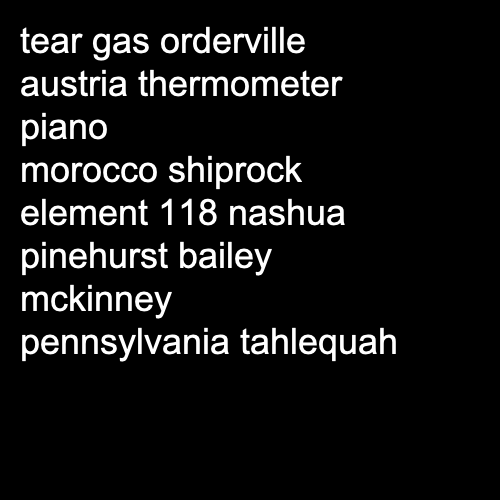 tear gas orderville
austria thermometer
piano
morocco shiprock
element 118 nashua
pinehurst bailey
mckinney
pennsylvania tahlequah